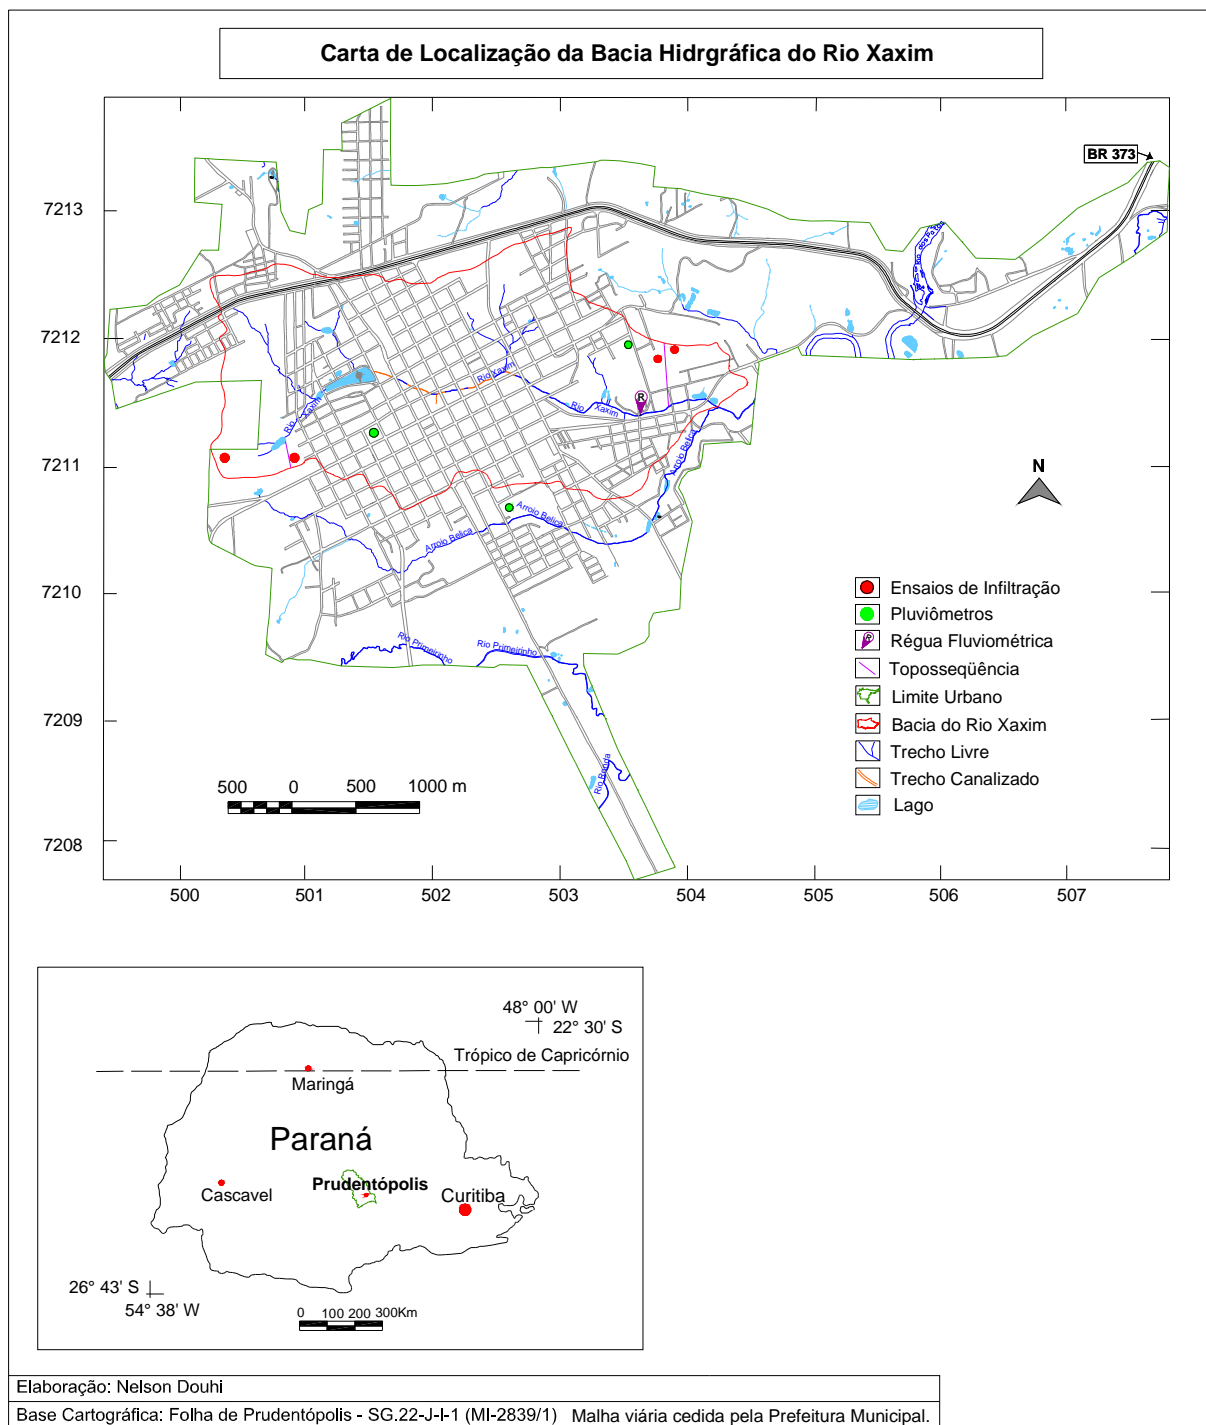 Carta de Localização da Bacia Hidrgráfica do Rio Xaxim
BR 373
7213
7212
7211
7210
7209
7208
Rio Xaxim
Rio Xaxim
Rio Xaxim
R
Arroio Belica
Arroio Belica
Arroio Belica
Rio Primeirinho
Rio Primeirinho
N
Ensaios de Infiltração
Pluviômetros
R
Régua Fluviométrica
Toposseqüência
Limite Urbano
Bacia do Rio Xaxim
Trecho Livre
Trecho Canalizado
Lago
500 0 500 1000 m
500 501 502 503 504 505 506 507
48° 00' W
22° 30' S
Trópico de Capricórnio
Maringá
Paraná
Prudentópolis
Cascavel
Curitiba
26° 43' S
54° 38' W
0 100 200 300Km
Elaboração: Nelson Douhi
Base Cartográfica: Folha de Prudentópolis - SG.22-J-I-1 (MI-2839/1) Malha viária cedida pela Prefeitura Municipal.